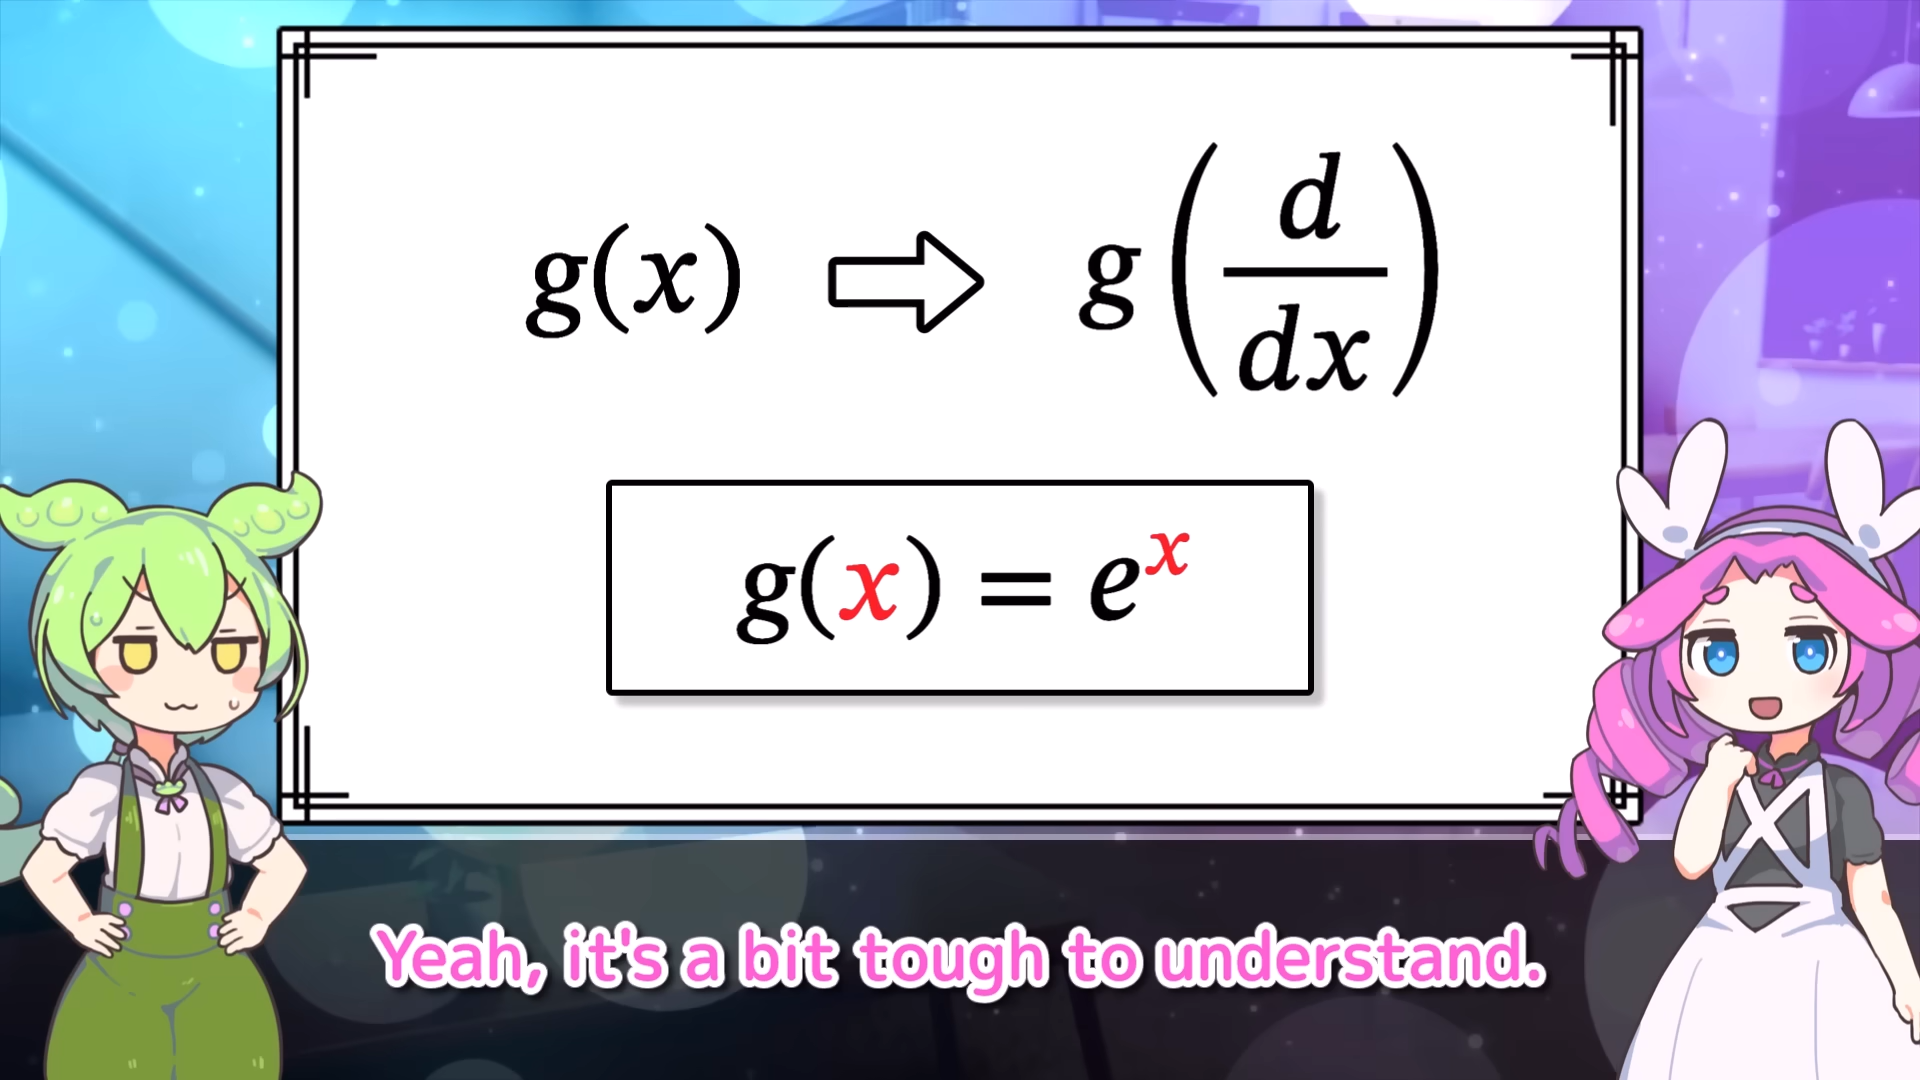 g(x) ⇨ g(d/dx)
g(x) = e^x
Yeah, it's a bit tough to understand.